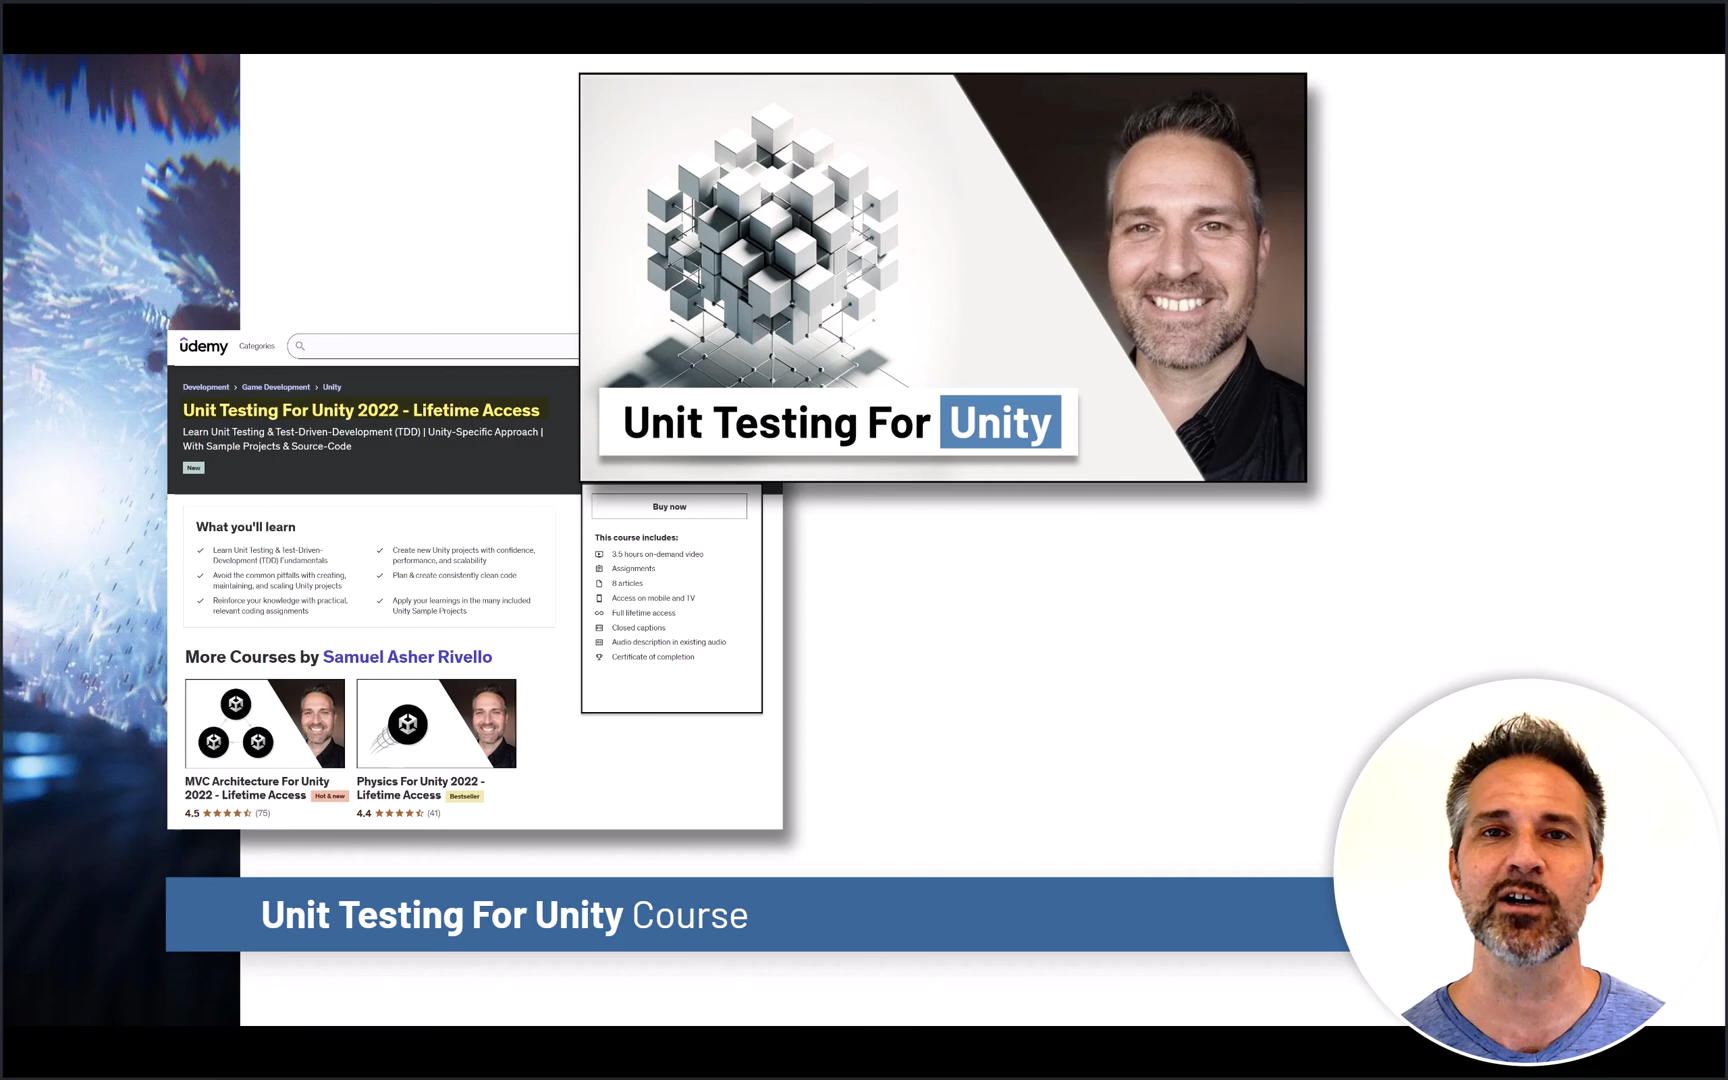 Unit Testing For Unity
udemy
Categories
Development > Game Development > Unity
Unit Testing For Unity 2022 - Lifetime Access
Learn Unit Testing & Test-Driven-Development (TDD) | Unity-Specific Approach |
With Sample Projects & Source-Code
New
What you'll learn
Learn Unit Testing & Test-Driven-
Development (TDD) Fundamentals
Avoid the common pitfalls with creating,
maintaining, and scaling Unity projects
Reinforce your knowledge with practical,
relevant coding assignments
Create new Unity projects with confidence,
performance, and scalability
Plan & create consistently clean code
Apply your learnings in the many included
Unity Sample Projects
Buy now
This course includes:
3.5 hours on-demand video
Assignments
8 articles
Access on mobile and TV
Full lifetime access
Closed captions
Audio description in existing audio
Certificate of completion
More Courses by Samuel Asher Rivello
MVC Architecture For Unity
2022 - Lifetime Access Hot & new
4.5 (75)
Physics For Unity 2022 -
Lifetime Access Bestseller
4.4 (41)
Unit Testing For Unity Course